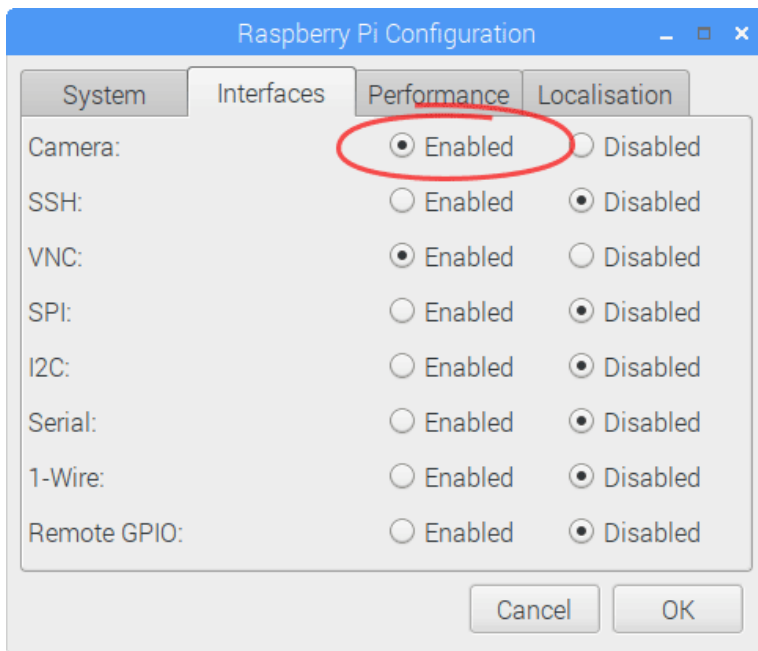 Raspberry Pi Configuration
System Interfaces Performance Localisation
Camera: Enabled Disabled
SSH: Enabled Disabled
VNC: Enabled Disabled
SPI: Enabled Disabled
I2C: Enabled Disabled
Serial: Enabled Disabled
1-Wire: Enabled Disabled
Remote GPIO: Enabled Disabled
Cancel OK